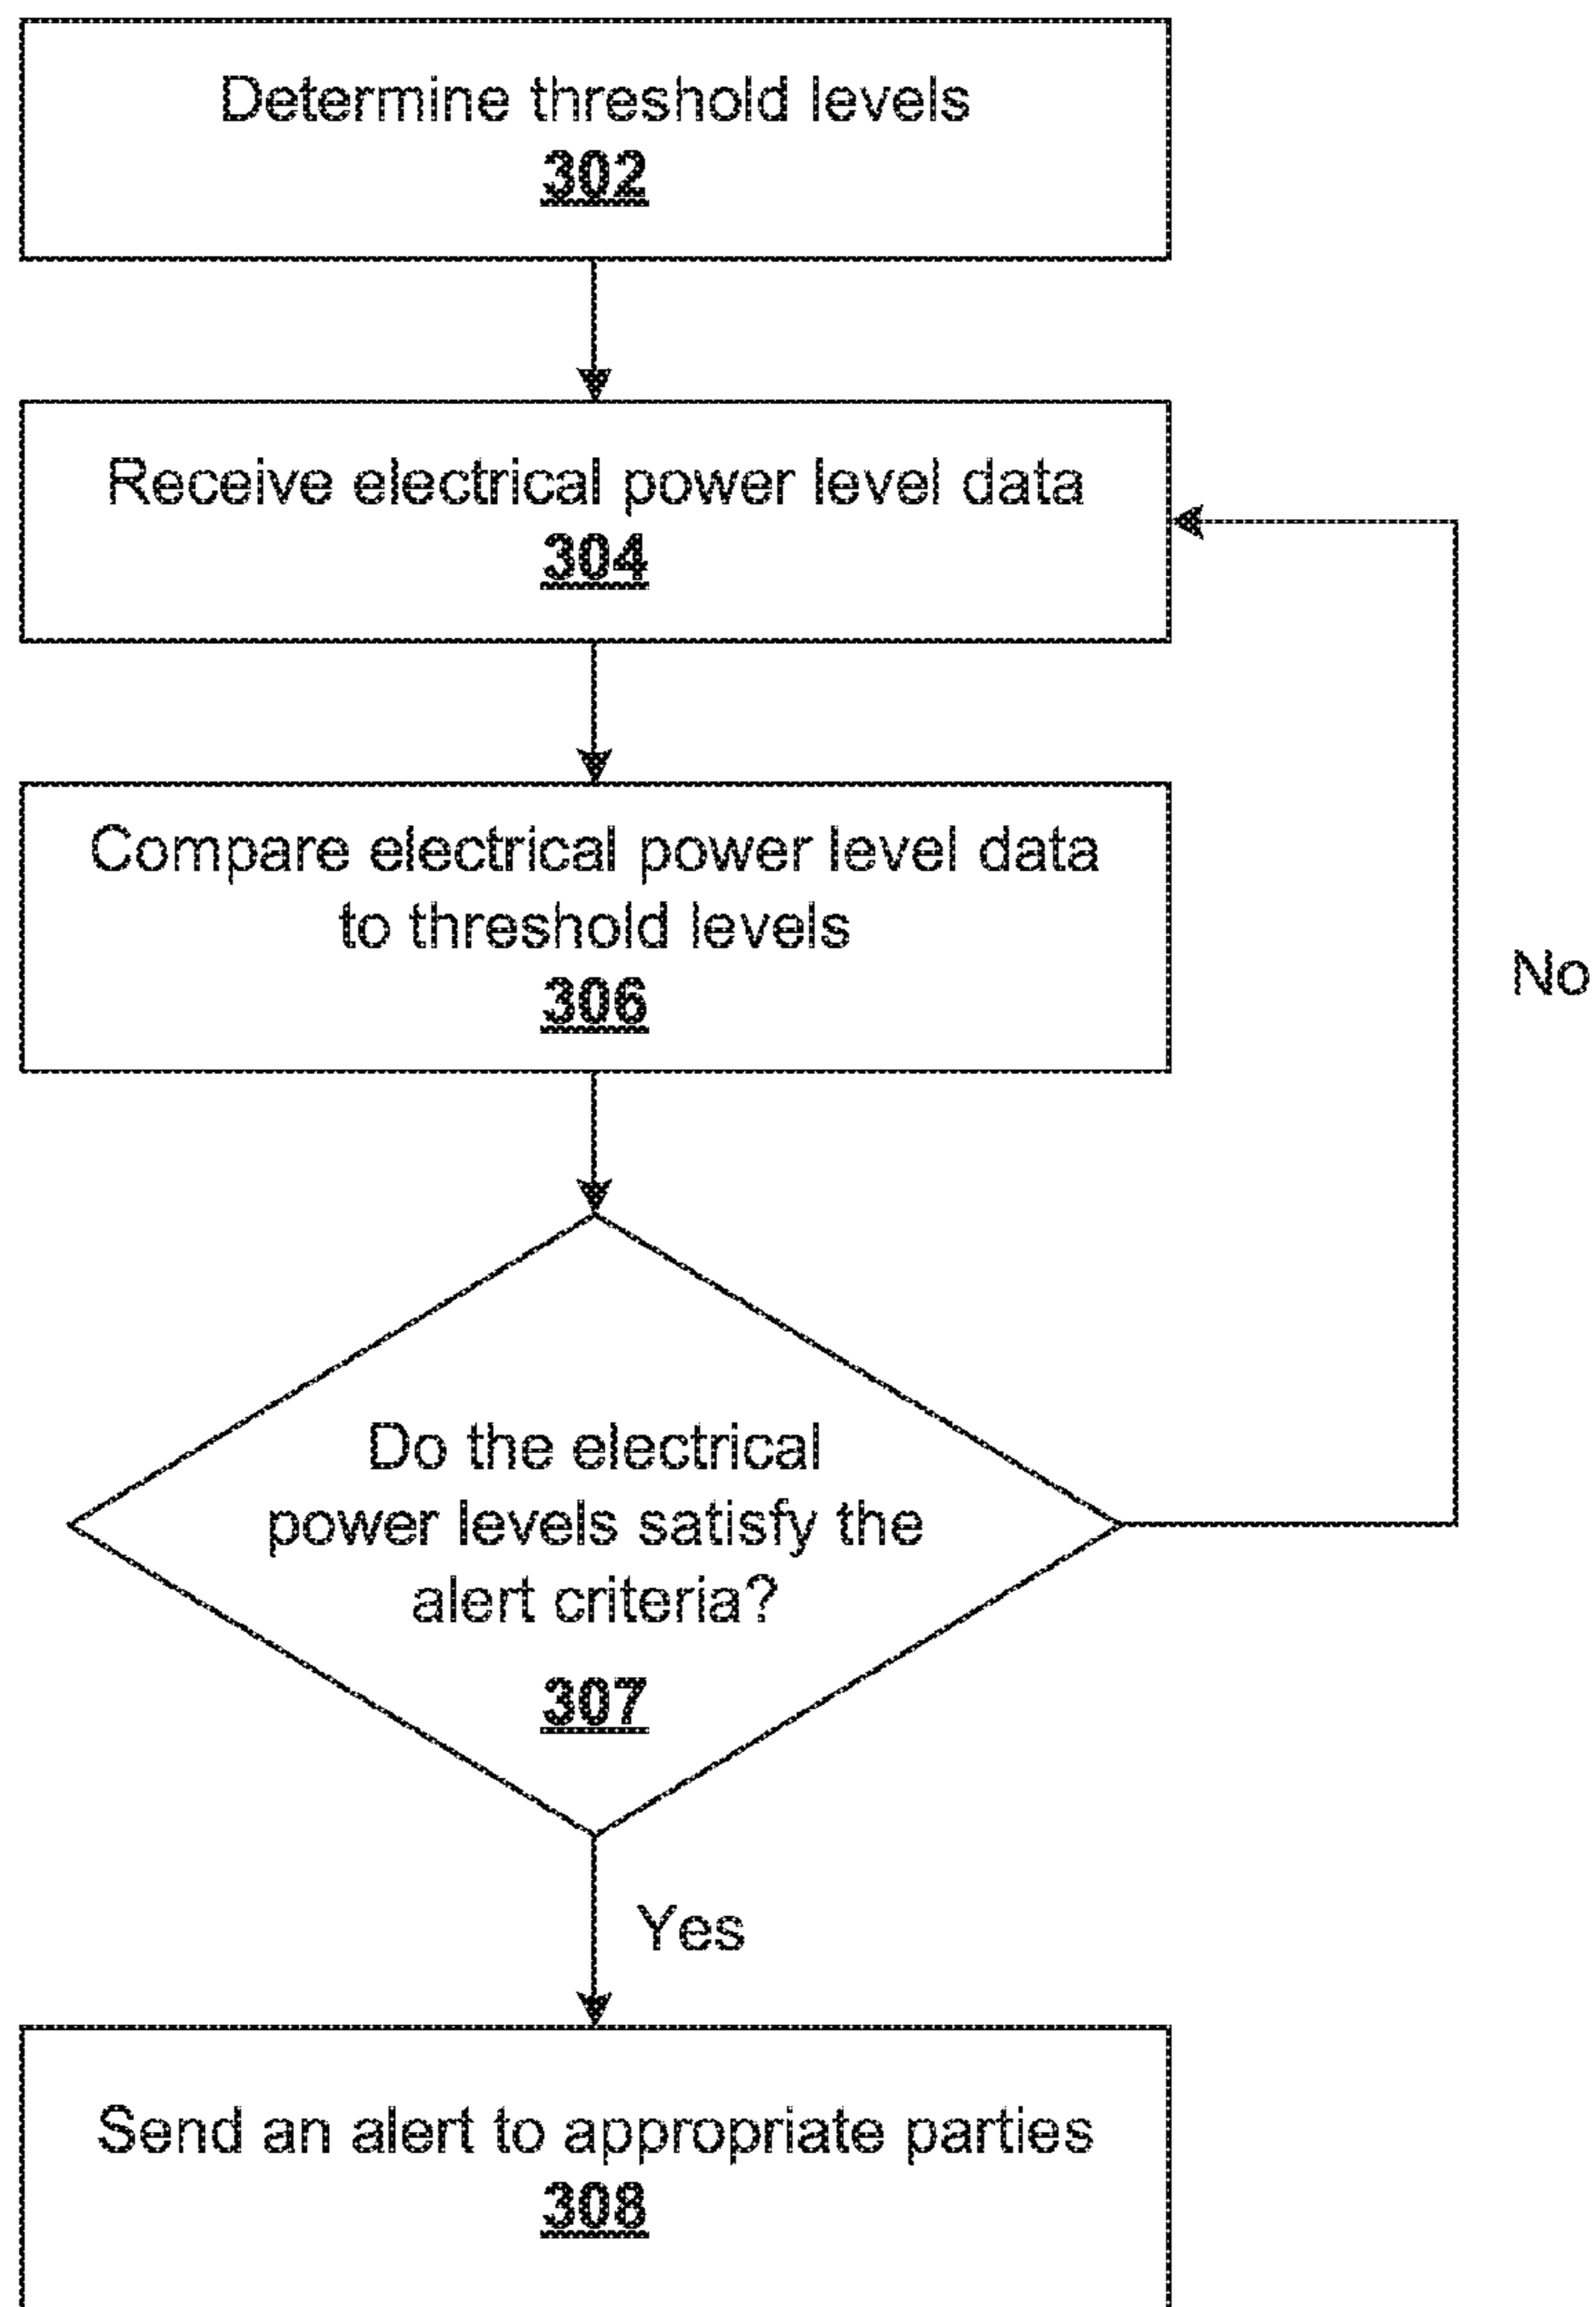 Determine threshold levels
302
Receive electrical power level data
304
Compare electrical power level data
to threshold levels
306
No
Do the electrical
power levels satisfy the
alert criteria?
307
Yes
Send an alert to appropriate parties
308